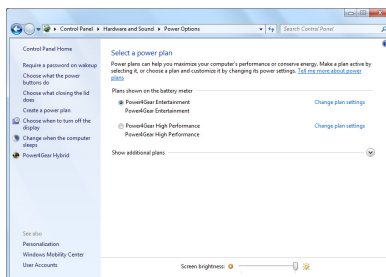 Control Panel ▸ Hardware and Sound ▸ Power Options
Search Control Panel
Control Panel Home
Require a password on wakeup
Choose what the power
buttons do
Choose what closing the lid
does
Create a power plan
Choose when to turn off the
display
Change when the computer
sleeps
Power4Gear Hybrid
See also
Personalization
Windows Mobility Center
User Accounts
Select a power plan
Power plans can help you maximize your computer's performance or conserve energy. Make a plan active by
selecting it, or choose a plan and customize it by changing its power settings. Tell me more about power
plans
Plans shown on the battery meter
Power4Gear Entertainment Change plan settings
Power4Gear Entertainment
Power4Gear High Performance Change plan settings
Power4Gear High Performance
Show additional plans
Screen brightness: